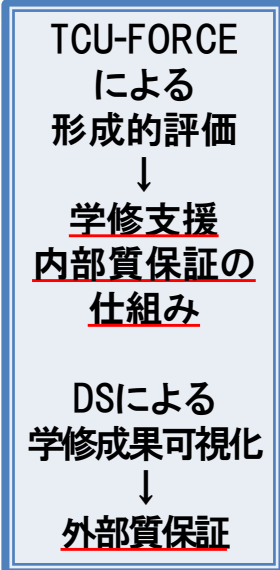 TCU-FORCE
による
形成的評価
↓
学修支援
内部質保証の
仕組み
DSによる
学修成果可視化
↓
外部質保証